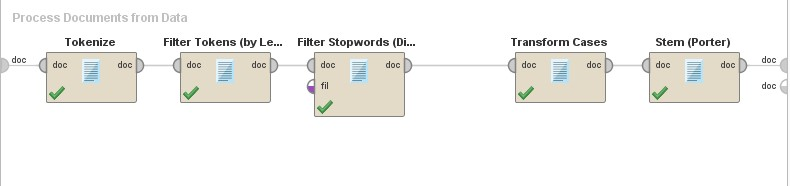 Process Documents from Data
Tokenize
Filter Tokens (by Le...
Filter Stopwords (Di...
Transform Cases
Stem (Porter)
doc
doc doc
doc doc
doc doc
fil
doc doc
doc doc
doc
doc